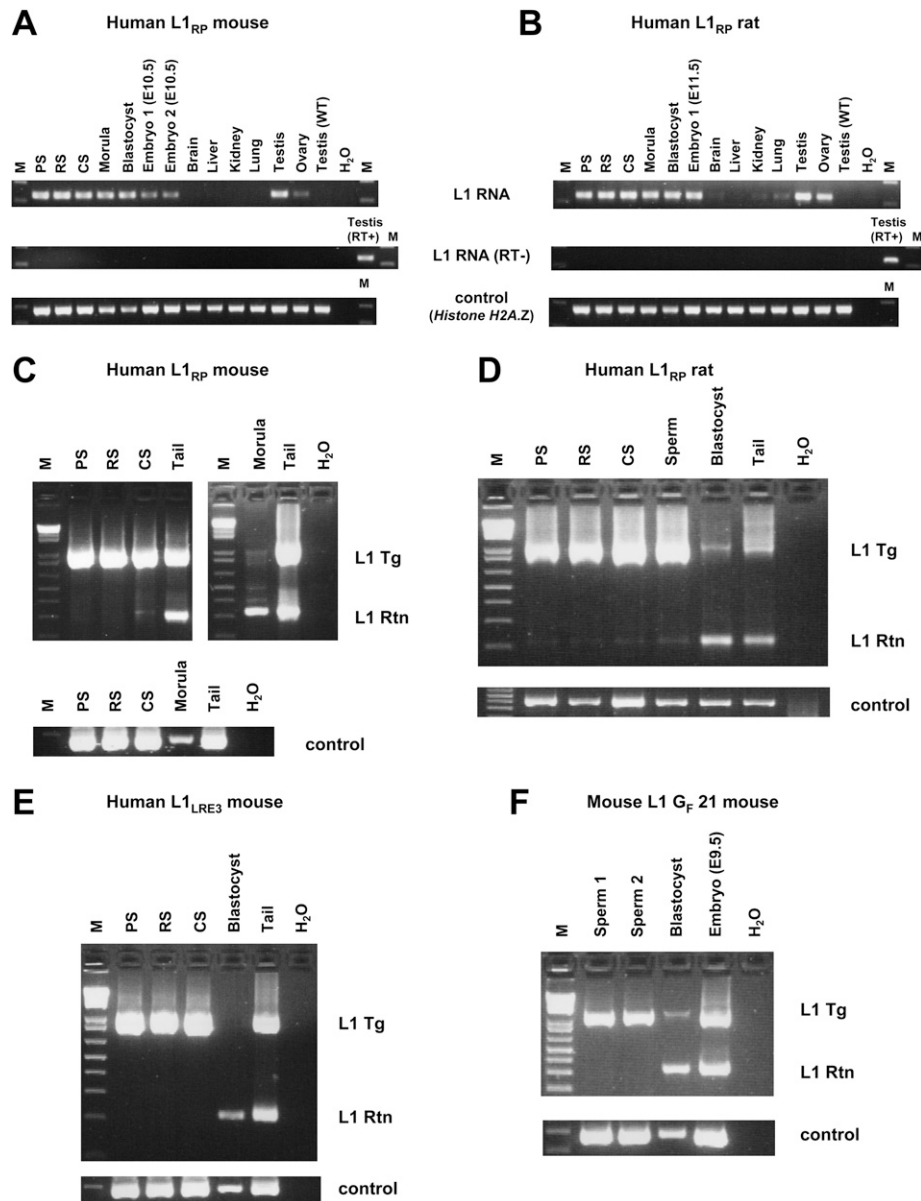 A
Human L1RP mouse
M
PS
RS
CS
Morula
Blastocyst
Embryo 1 (E10.5)
Embryo 2 (E10.5)
Brain
Liver
Kidney
Lung
Testis
Ovary
Testis (WT)
H2O
M
B
Human L1RP rat
M
PS
RS
CS
Morula
Blastocyst
Embryo 1 (E11.5)
Brain
Liver
Kidney
Lung
Testis
Ovary
Testis (WT)
H2O
M
L1 RNA
Testis
(RT+)
M
L1 RNA (RT-)
Testis
(RT+)
M
M
control
(Histone H2A.Z)
M
C
Human L1RP mouse
M
PS
RS
CS
Tail
M
Morula
Tail
H2O
L1 Tg
L1 Rtn
M
PS
RS
CS
Morula
Tail
H2O
control
D
Human L1RP rat
M
PS
RS
CS
Sperm
Blastocyst
Tail
H2O
L1 Tg
L1 Rtn
control
E
Human L1LRE3 mouse
M
PS
RS
CS
Blastocyst
Tail
H2O
L1 Tg
L1 Rtn
control
F
Mouse L1 GF 21 mouse
M
Sperm 1
Sperm 2
Blastocyst
Embryo (E9.5)
H2O
L1 Tg
L1 Rtn
control